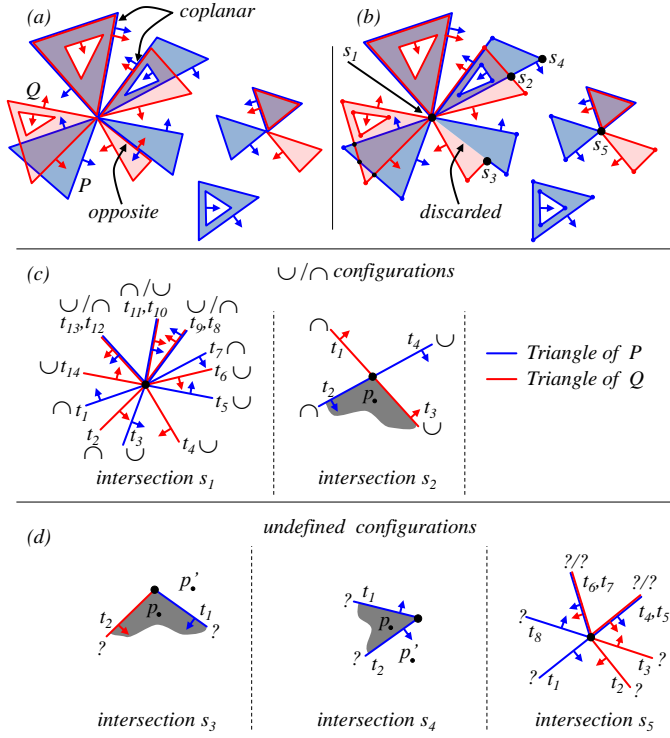 (a)
coplanar
Q
P
opposite
(b)
s1
s4
s2
s3
s5
discarded
(c)
∪/∩ configurations
∪/∩
t13,t12
∩/∪
t11,t10
∪/∩
t9,t8
t7 ∩
t6 ∪
t5 ∪
t4 ∪
t3
∪
t2
∩
∩ t1
∪ t14
intersection s1
∩
t1
t4 ∪
t2
∩
p
t3
∪
intersection s2
Triangle of P
Triangle of Q
undefined configurations
(d)
p'
t2
p
t1
?
?
intersection s3
t1
?
p
p'
t2
?
intersection s4
?/?
t6,t7
?/?
t4,t5
?
t8
t3
?
? t1
t2
?
intersection s5